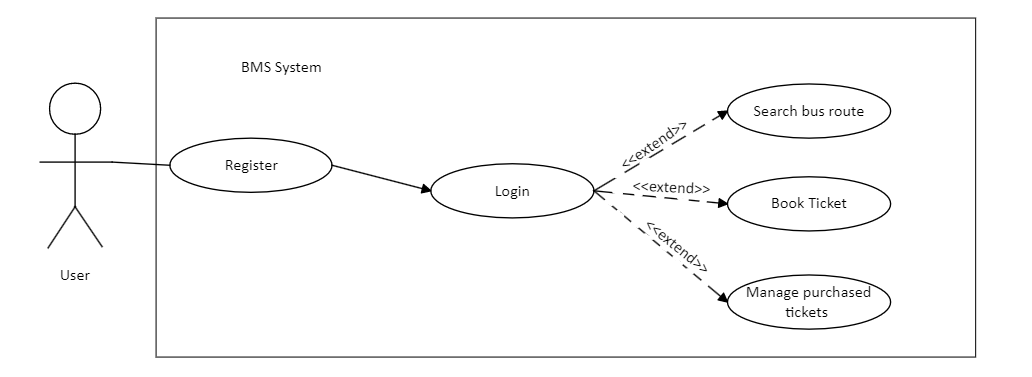 BMS System
Search bus route
<<extend>>
Register
Login
<<extend>>
Book Ticket
<<extend>>
User
Manage purchased
tickets